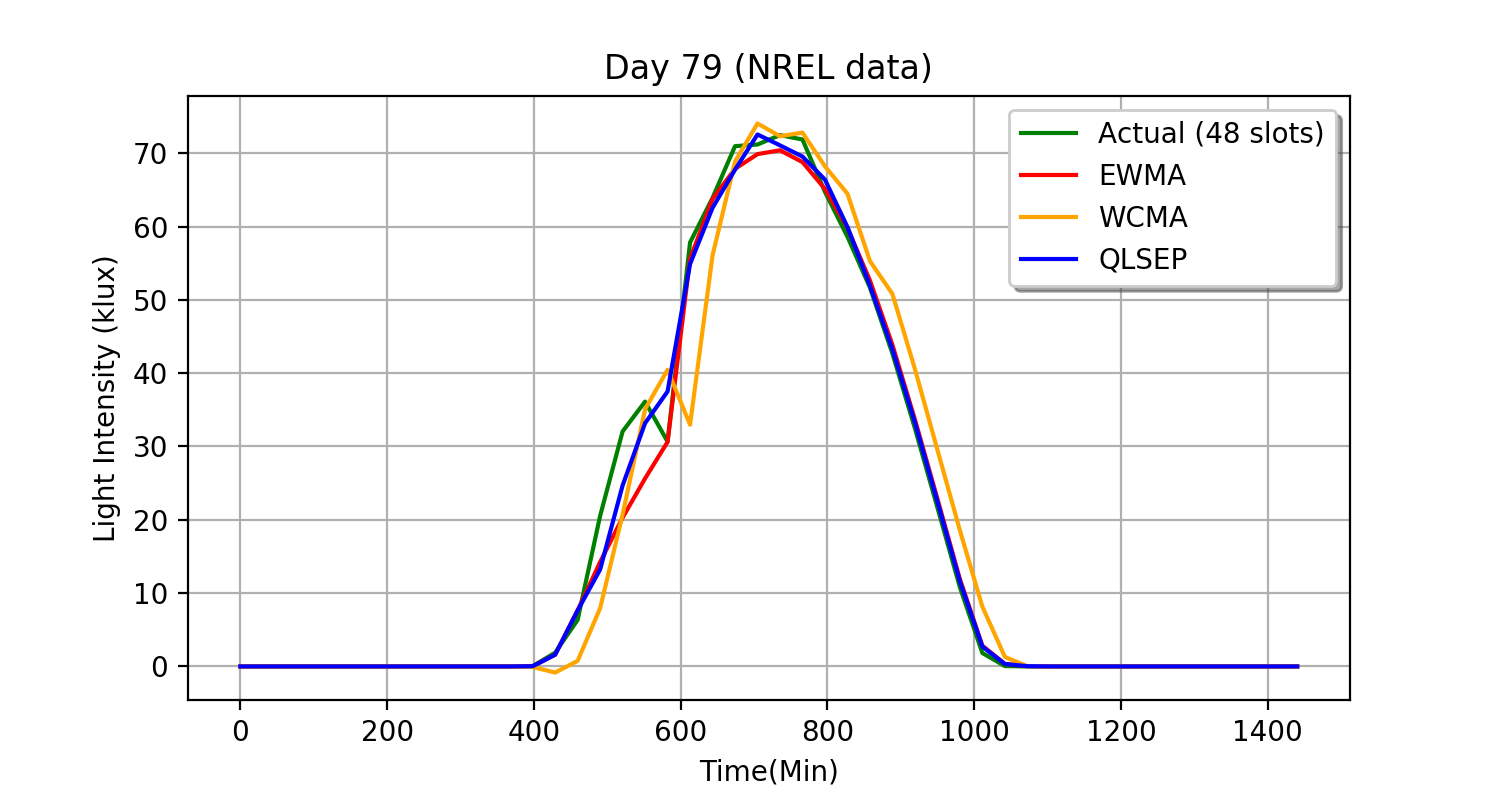 Day 79 (NREL data)
Actual (48 slots)
EWMA
WCMA
QLSEP
Light Intensity (klux)
70
60
50
40
30
20
10
0
0 200 400 600 800 1000 1200 1400
Time(Min)